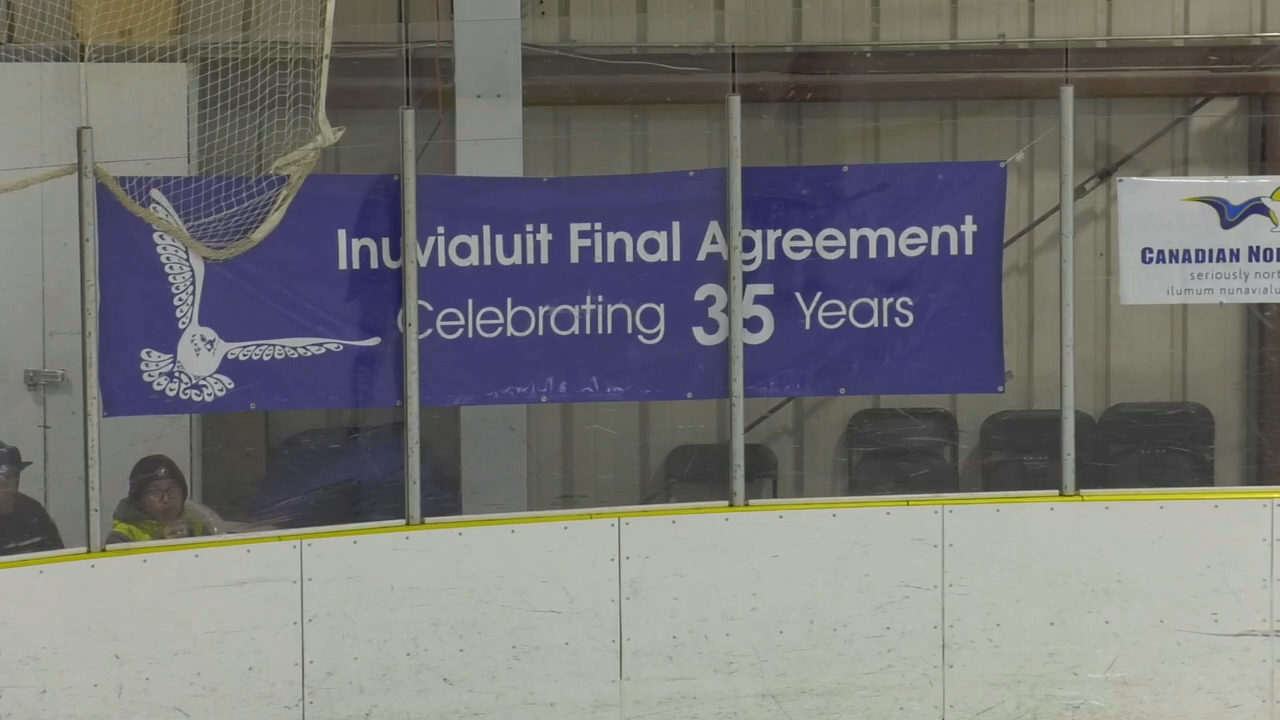 Inuvialuit Final Agreement
Celebrating 35 Years
CANADIAN NOR
seriously nort
ilumum nunavialu